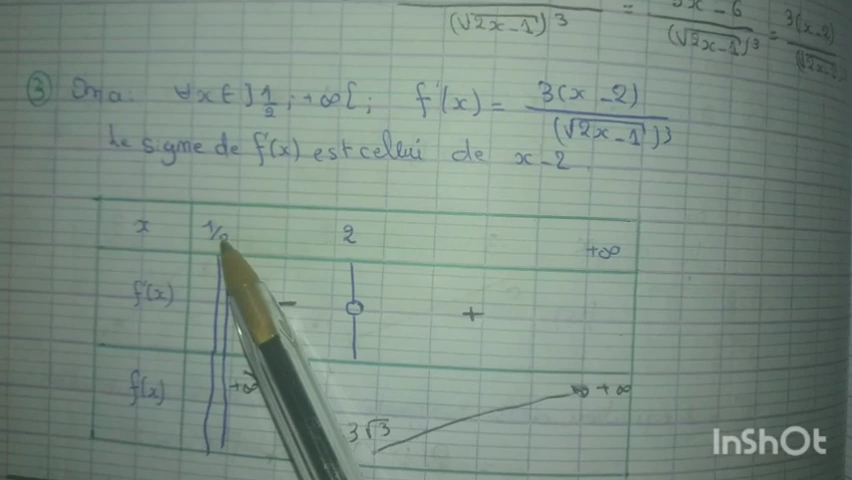 (√2x-1)³ = 3x-6 / (√2x-1)³ = 3(x-2) / (√2x-1
③ On a: ∀x∈]1/2; +∞[; f'(x) = 3(x-2) / (√2x-1)³
Le signe de f'(x) est celui de x-2.
x 1/2 2 +∞
f'(x) - 0 +
f(x) +∞ 3√3 +∞
InShOt